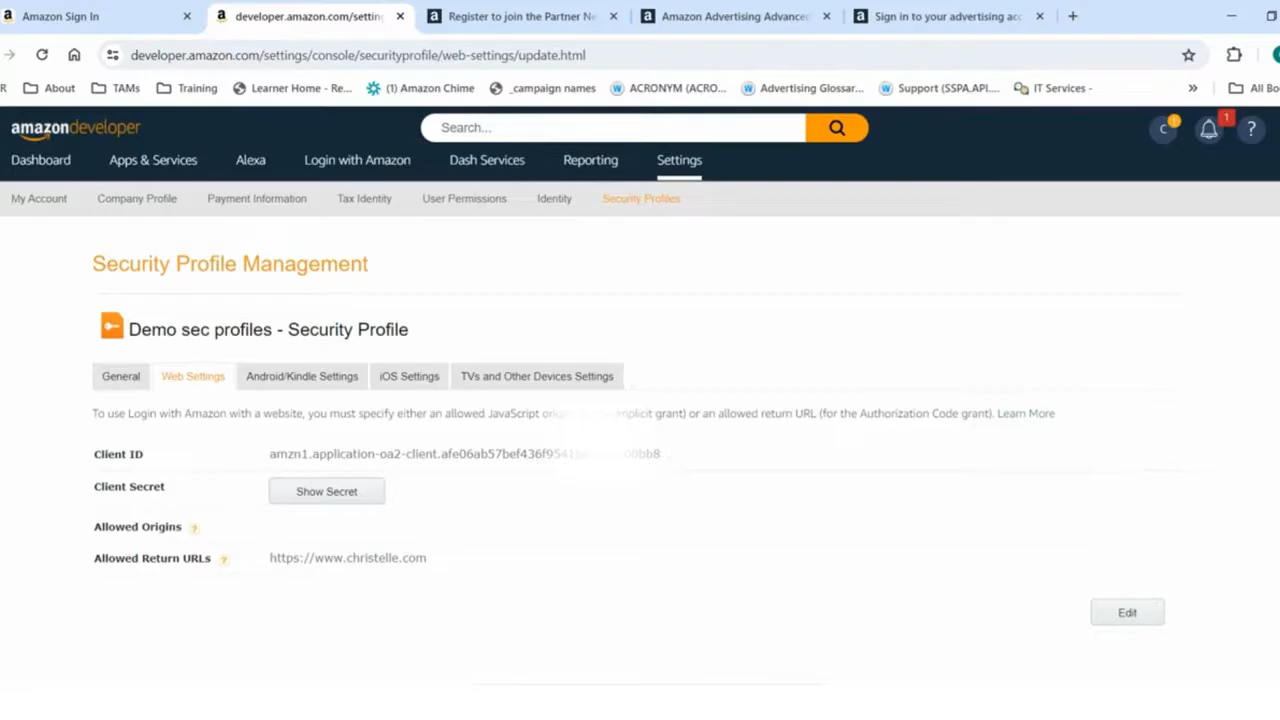 Amazon Sign In
developer.amazon.com/settin
Register to join the Partner Ne
Amazon Advertising Advanced
Sign in to your advertising acc
developer.amazon.com/settings/console/securityprofile/web-settings/update.html
R About TAMs Training Learner Home - Re... (1) Amazon Chime _campaign names ACRONYM (ACRO... Advertising Glossar... Support (SSPA.API.... IT Services - » All Bo
amazondeveloper
Search...
C ! 1 ?
Dashboard Apps & Services Alexa Login with Amazon Dash Services Reporting Settings
My Account Company Profile Payment Information Tax Identity User Permissions Identity Security Profiles
Security Profile Management
Demo sec profiles - Security Profile
General Web Settings Android/Kindle Settings iOS Settings TVs and Other Devices Settings
To use Login with Amazon with a website, you must specify either an allowed JavaScript grant) or an allowed return URL (for the Authorization Code grant). Learn More
Client ID
Client Secret Show Secret
Allowed Origins ?
Allowed Return URLs ? https://www.christelle.com
Edit